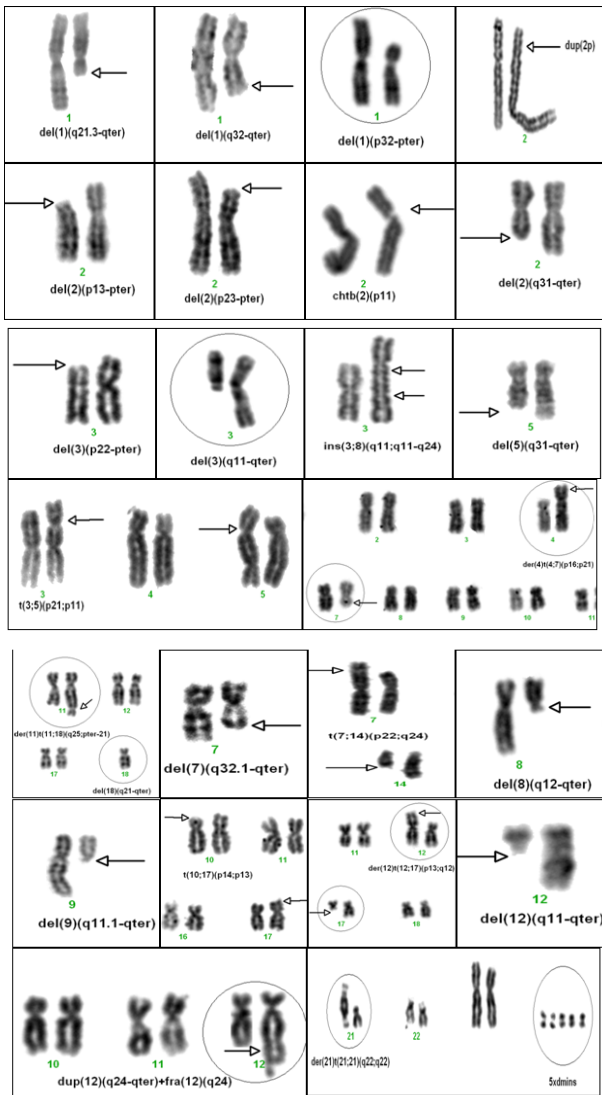 1
del(1)(q21.3-qter)
1
del(1)(q32-qter)
1
del(1)(p32-pter)
dup(2p)
2
2
del(2)(p13-pter)
2
del(2)(p23-pter)
2
chtb(2)(p11)
2
del(2)(q31-qter)
3
del(3)(p22-pter)
3
del(3)(q11-qter)
3
ins(3;8)(q11;q11-q24)
5
del(5)(q31-qter)
3 4 5
t(3;5)(p21;p11)
2 3 4
der(4)t(4;7)(p16;p21)
7 8 9 10 11
11 12
der(11)t(11;18)(q25;pter-21)
17 18
del(18)(q21-qter)
7
del(7)(q32.1-qter)
7
t(7;14)(p22;q24)
14
8
del(8)(q12-qter)
9
del(9)(q11.1-qter)
10 11
t(10;17)(p14;p13)
16 17
11 12
der(12)t(12;17)(p13;q12)
17 18
12
del(12)(q11-qter)
10 11 12
dup(12)(q24-qter)+fra(12)(q24)
21 22
der(21)t(21;21)(q22;q22)
5xdmins